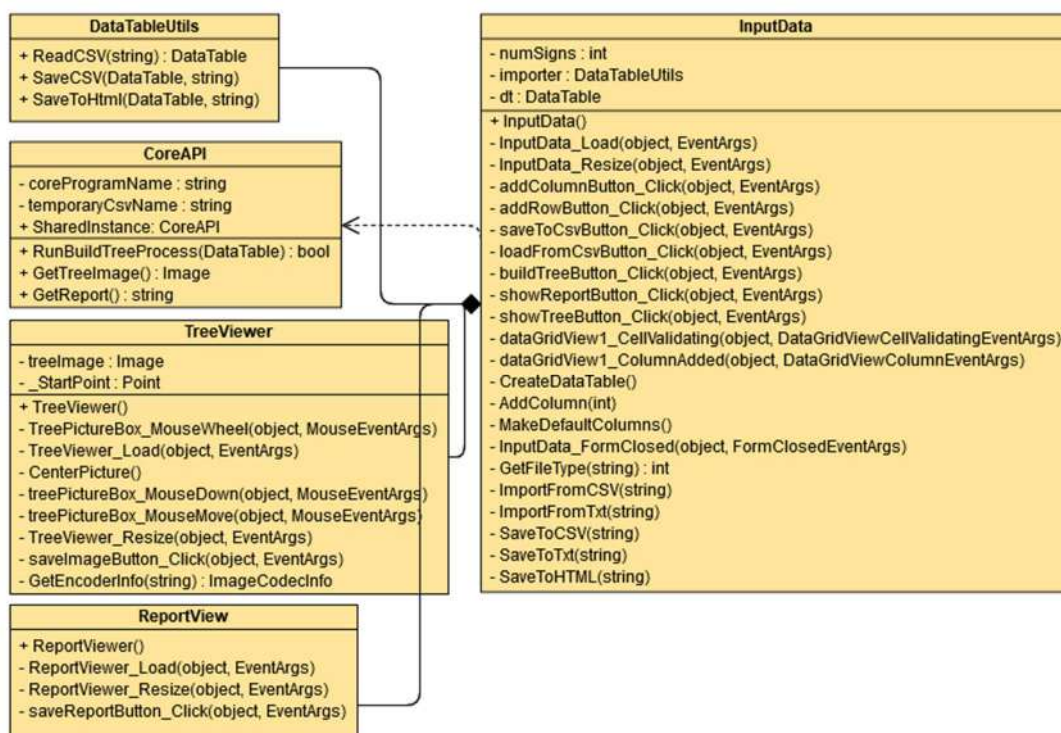 DataTableUtils
+ ReadCSV(string) : DataTable
+ SaveCSV(DataTable, string)
+ SaveToHtml(DataTable, string)
CoreAPI
- coreProgramName : string
- temporaryCsvName : string
+ SharedInstance: CoreAPI
+ RunBuildTreeProcess(DataTable) : bool
+ GetTreeImage() : Image
+ GetReport() : string
TreeViewer
- treeImage : Image
- _StartPoint : Point
+ TreeViewer()
- TreePictureBox_MouseWheel(object, MouseEventArgs)
- TreeViewer_Load(object, EventArgs)
- CenterPicture()
- treePictureBox_MouseDown(object, MouseEventArgs)
- treePictureBox_MouseMove(object, MouseEventArgs)
- TreeViewer_Resize(object, EventArgs)
- saveImageButton_Click(object, EventArgs)
- GetEncoderInfo(string) : ImageCodecInfo
ReportView
+ ReportViewer()
- ReportViewer_Load(object, EventArgs)
- ReportViewer_Resize(object, EventArgs)
- saveReportButton_Click(object, EventArgs)
InputData
- numSigns : int
- importer : DataTableUtils
- dt : DataTable
+ InputData()
- InputData_Load(object, EventArgs)
- InputData_Resize(object, EventArgs)
- addColumnButton_Click(object, EventArgs)
- addRowButton_Click(object, EventArgs)
- saveToCsvButton_Click(object, EventArgs)
- loadFromCsvButton_Click(object, EventArgs)
- buildTreeButton_Click(object, EventArgs)
- showReportButton_Click(object, EventArgs)
- showTreeButton_Click(object, EventArgs)
- dataGridView1_CellValidating(object, DataGridViewCellValidatingEventArgs)
- dataGridView1_ColumnAdded(object, DataGridViewColumnEventArgs)
- CreateDataTable()
- AddColumn(int)
- MakeDefaultColumns()
- InputData_FormClosed(object, FormClosedEventArgs)
- GetFileType(string) : int
- ImportFromCSV(string)
- ImportFromTxt(string)
- SaveToCSV(string)
- SaveToTxt(string)
- SaveToHTML(string)